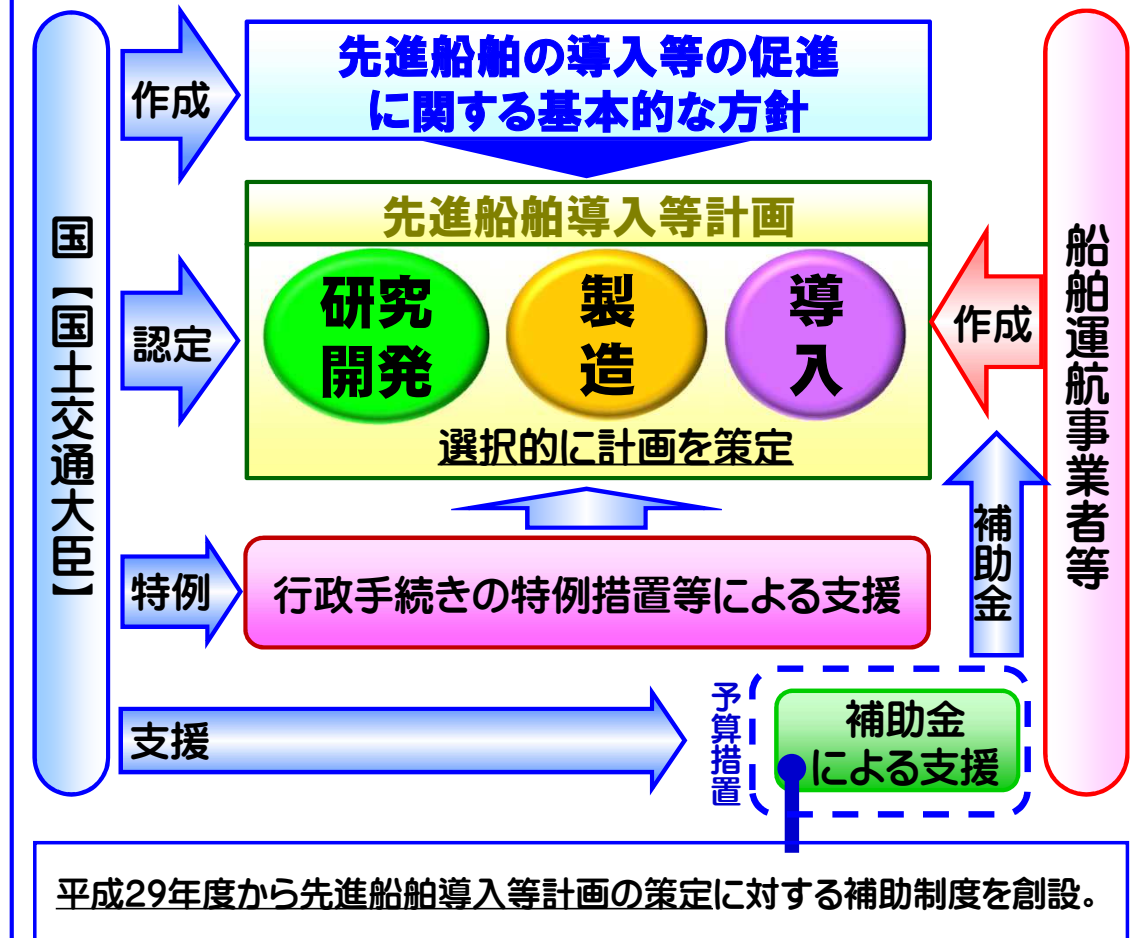 国【国土交通大臣】
作成
先進船舶の導入等の促進
に関する基本的な方針
認定
先進船舶導入等計画
研究
開発
製
造
導
入
選択的に計画を策定
作成
船舶運航事業者等
特例
行政手続きの特例措置等による支援
補助金
支援
予算措置
補助金
による支援
平成29年度から先進船舶導入等計画の策定に対する補助制度を創設。